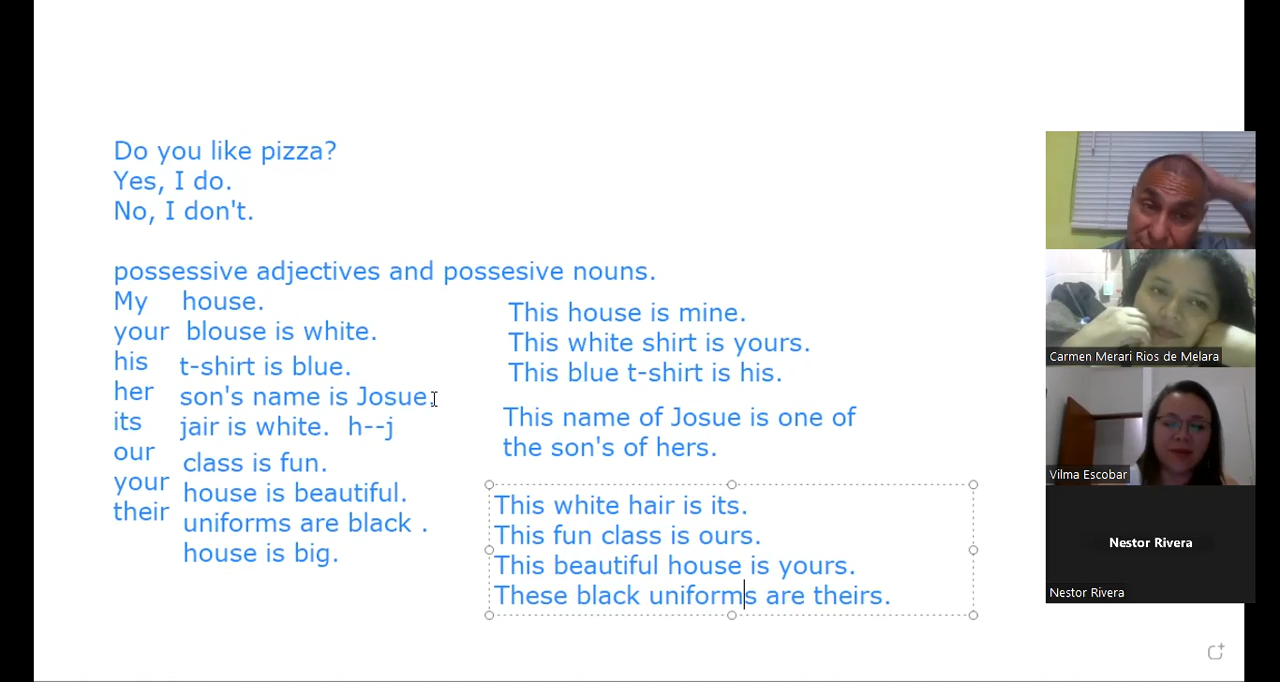 Do you like pizza?
Yes, I do.
No, I don't.
possessive adjectives and possesive nouns.
My house.
your blouse is white.
his t-shirt is blue.
her son's name is Josue.
its jair is white. h--j
our class is fun.
your house is beautiful.
their uniforms are black .
house is big.
This house is mine.
This white shirt is yours.
This blue t-shirt is his.
This name of Josue is one of
the son's of hers.
This white hair is its.
This fun class is ours.
This beautiful house is yours.
These black uniforms are theirs.
Carmen Merari Rios de Melara
Vilma Escobar
Nestor Rivera
Nestor Rivera